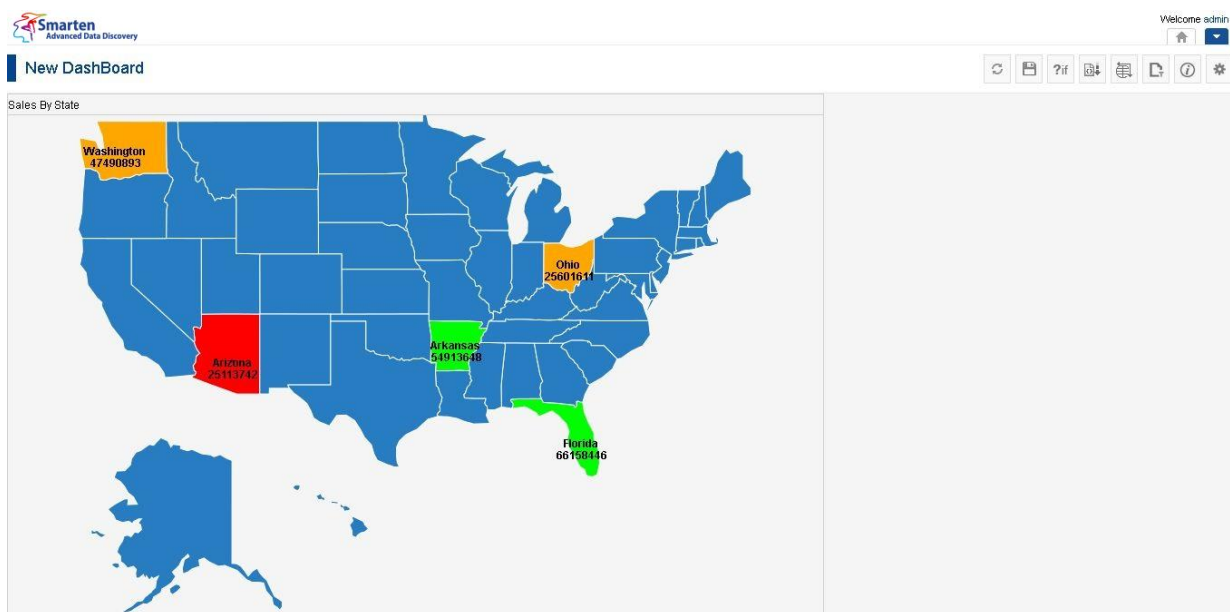 Smarten
Advanced Data Discovery
Welcome admin
New DashBoard
?if
Sales By State
Washington
47490893
Ohio
25601611
Arkansas
54913648
Arizona
25113742
Florida
66158446